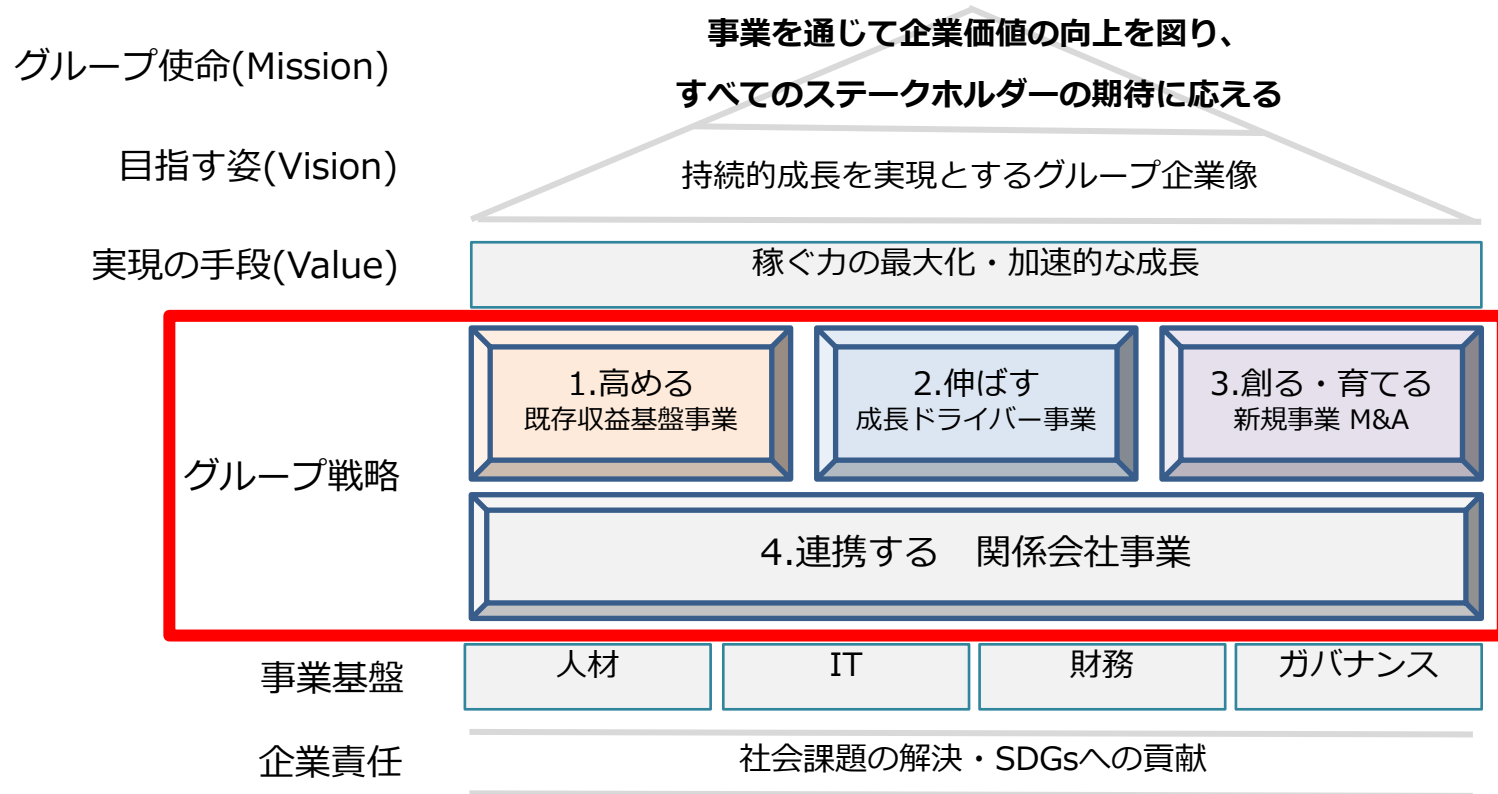 グループ使命(Mission)
事業を通じて企業価値の向上を図り、
すべてのステークホルダーの期待に応える
目指す姿(Vision)
持続的成長を実現とするグループ企業像
実現の手段(Value)
稼ぐ力の最大化・加速的な成長
グループ戦略
1.高める
既存収益基盤事業
2.伸ばす
成長ドライバー事業
3.創る・育てる
新規事業 M&A
4.連携する　関係会社事業
事業基盤
人材
IT
財務
ガバナンス
企業責任
社会課題の解決・SDGsへの貢献